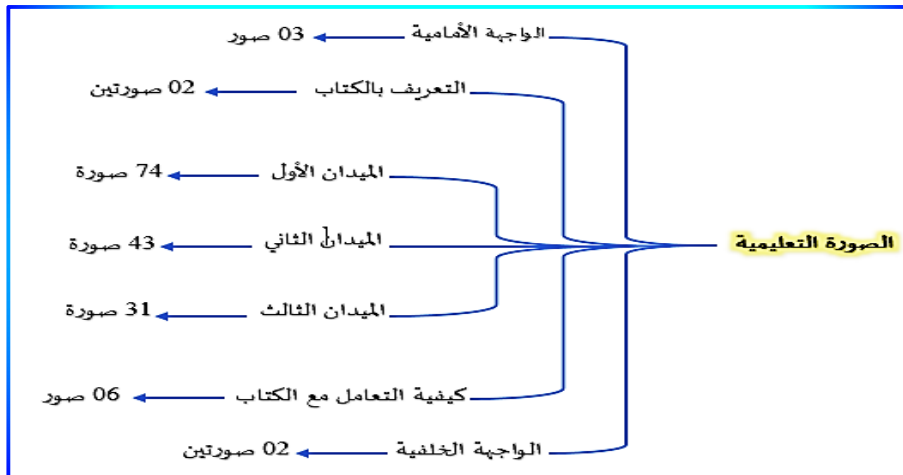 الواجهة الأمامية 03 صور
التعريف بالكتاب 02 صورتين
الميدان الأول 74 صورة
الصورة التعليمية
الميدان الثاني 43 صورة
الميدان الثالث 31 صورة
كيفية التعامل مع الكتاب 06 صور
الواجهة الخلفية 02 صورتين